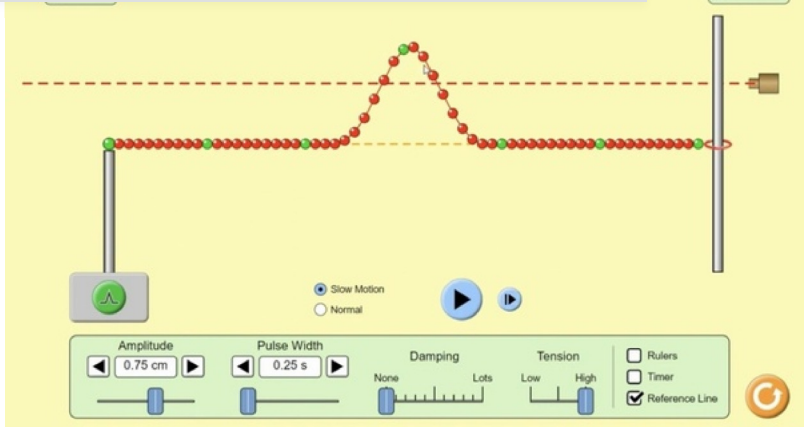 Slow Motion
Normal
Amplitude
0.75 cm
Pulse Width
0.25 s
Damping
None Lots
Tension
Low High
Rulers
Timer
Reference Line